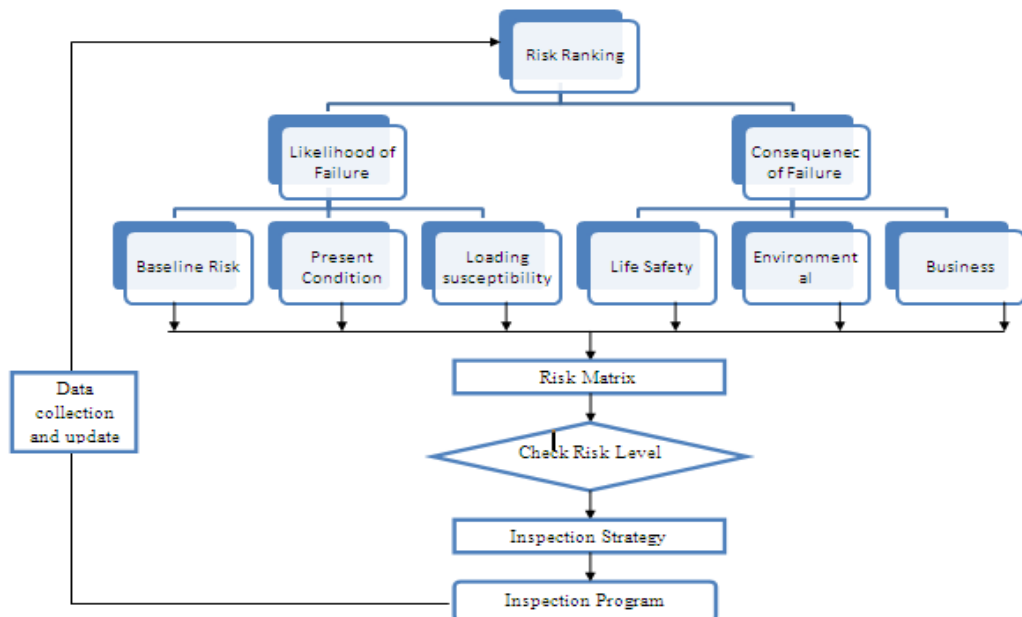 Risk Ranking
Likelihood of
Failure
Consequenec
of Failure
Baseline Risk
Present
Condition
Loading
susceptibility
Life Safety
Environment
al
Business
Risk Matrix
Data
collection
and update
Check Risk Level
Inspection Strategy
Inspection Program